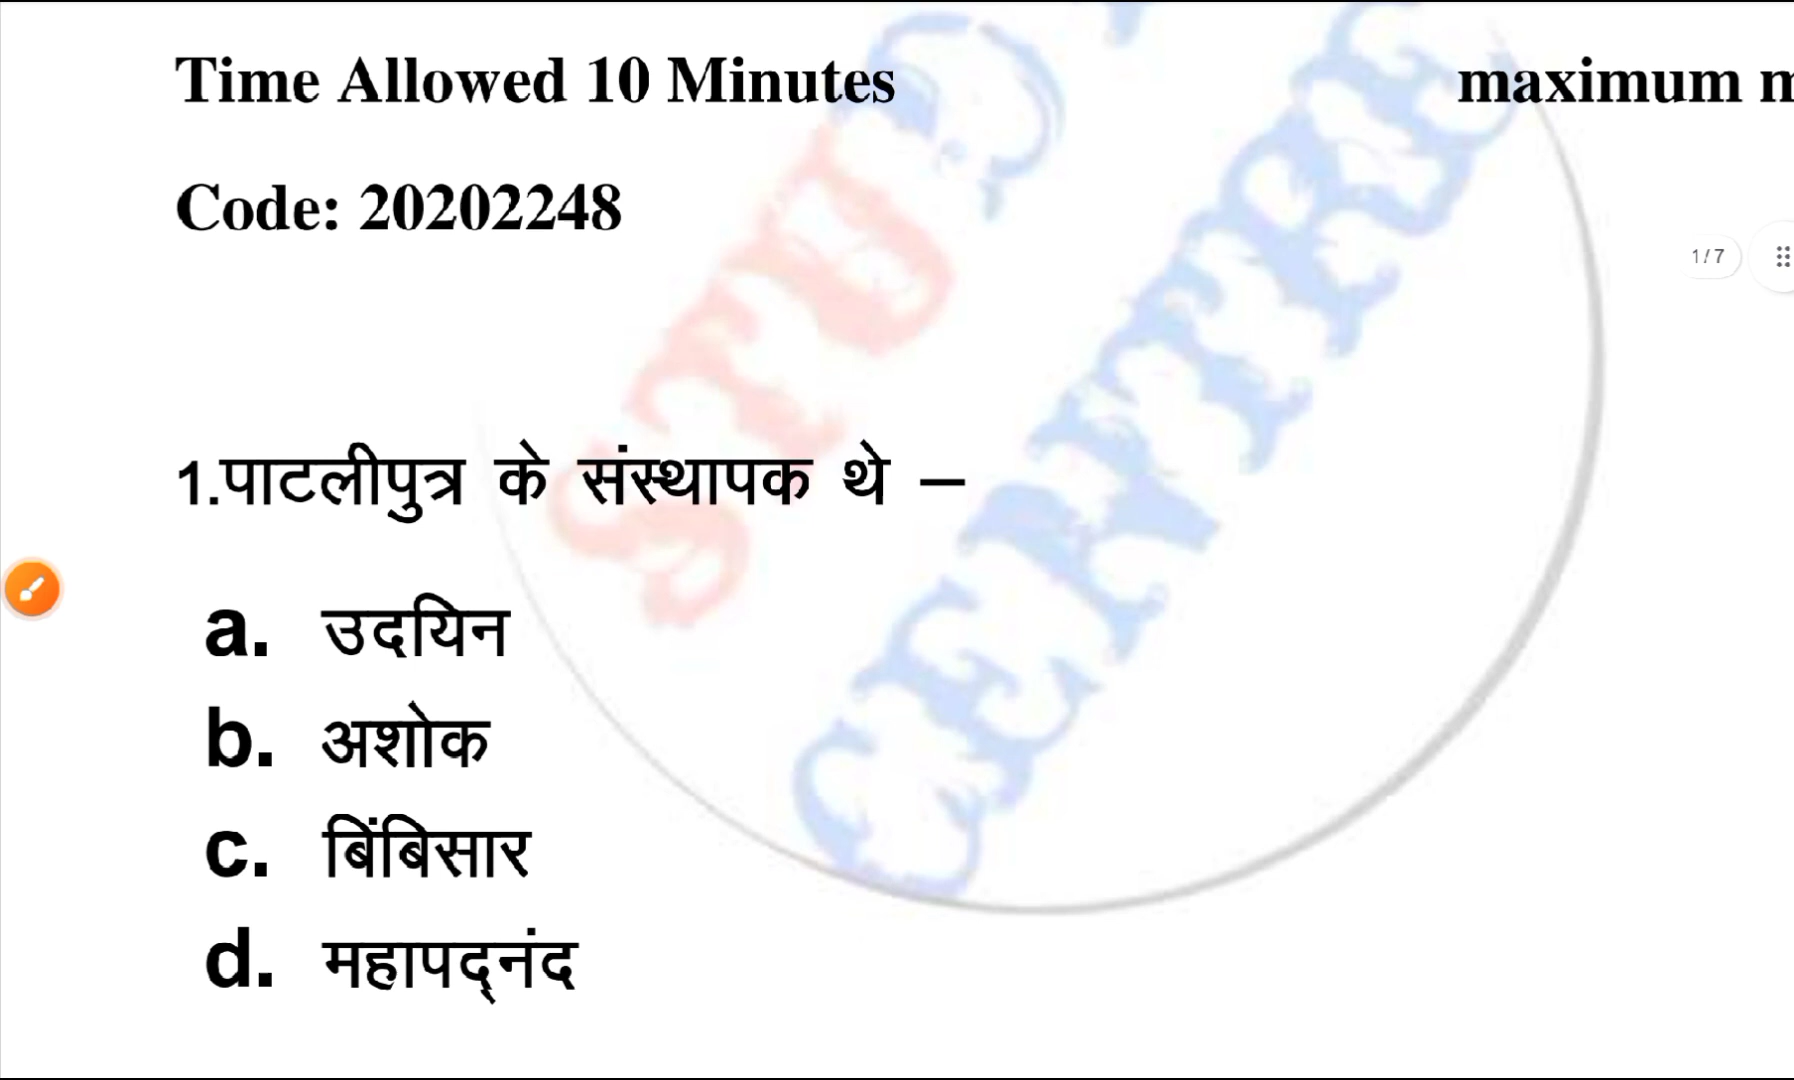 Time Allowed 10 Minutes maximum m
Code: 20202248
1/7
1.पाटलीपुत्र के संस्थापक थे –
a. उदयिन
b. अशोक
c. बिंबिसार
d. महापद्नंद